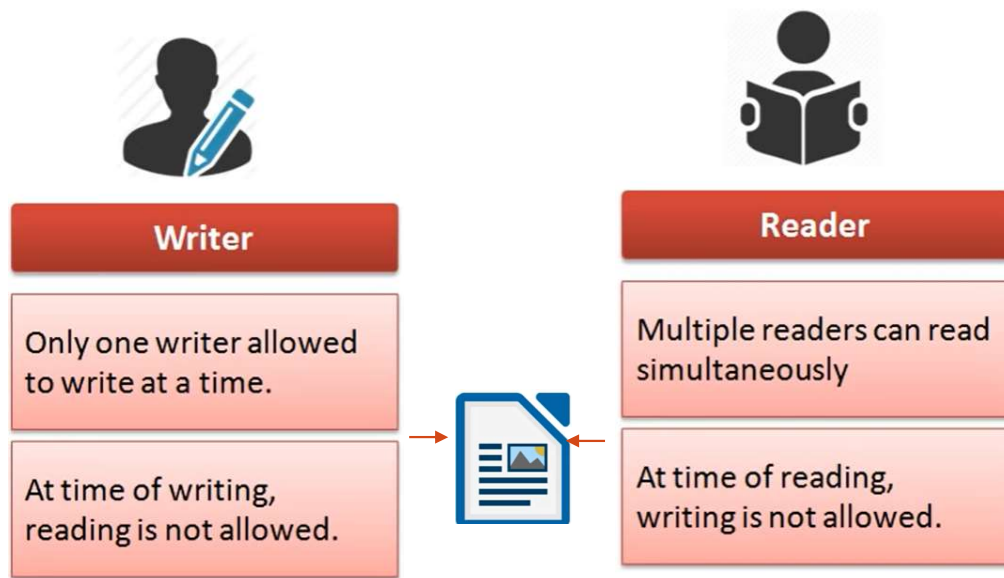 Writer
Only one writer allowed
to write at a time.
At time of writing,
reading is not allowed.
Reader
Multiple readers can read
simultaneously
At time of reading,
writing is not allowed.